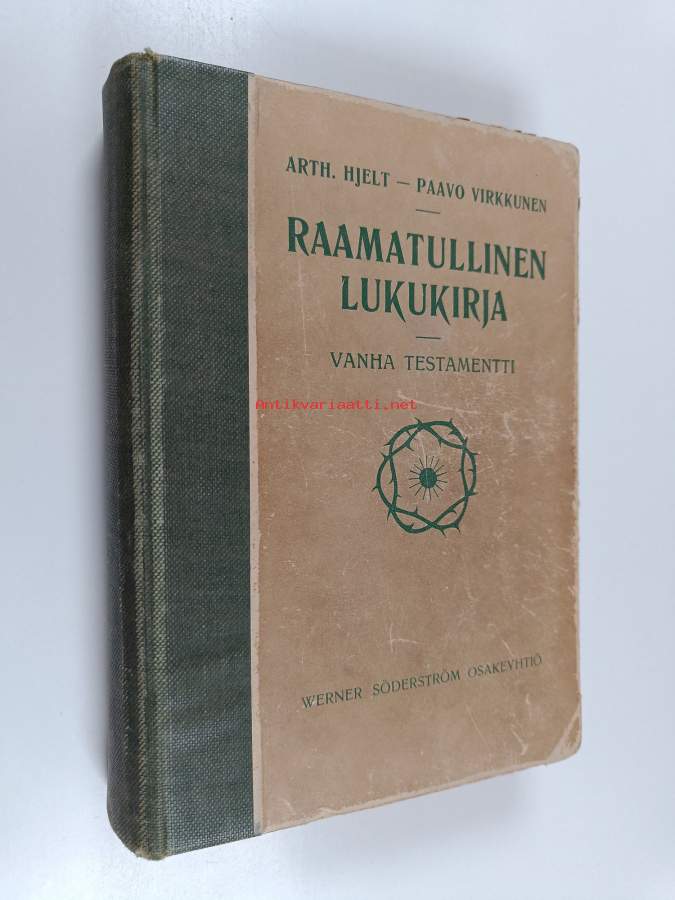 ARTH. HJELT — PAAVO VIRKKUNEN
RAAMATULLINEN
LUKUKIRJA
VANHA TESTAMENTTI
Antikvariaatti.net
WERNER SÖDERSTRÖM OSAKEYHTIÖ